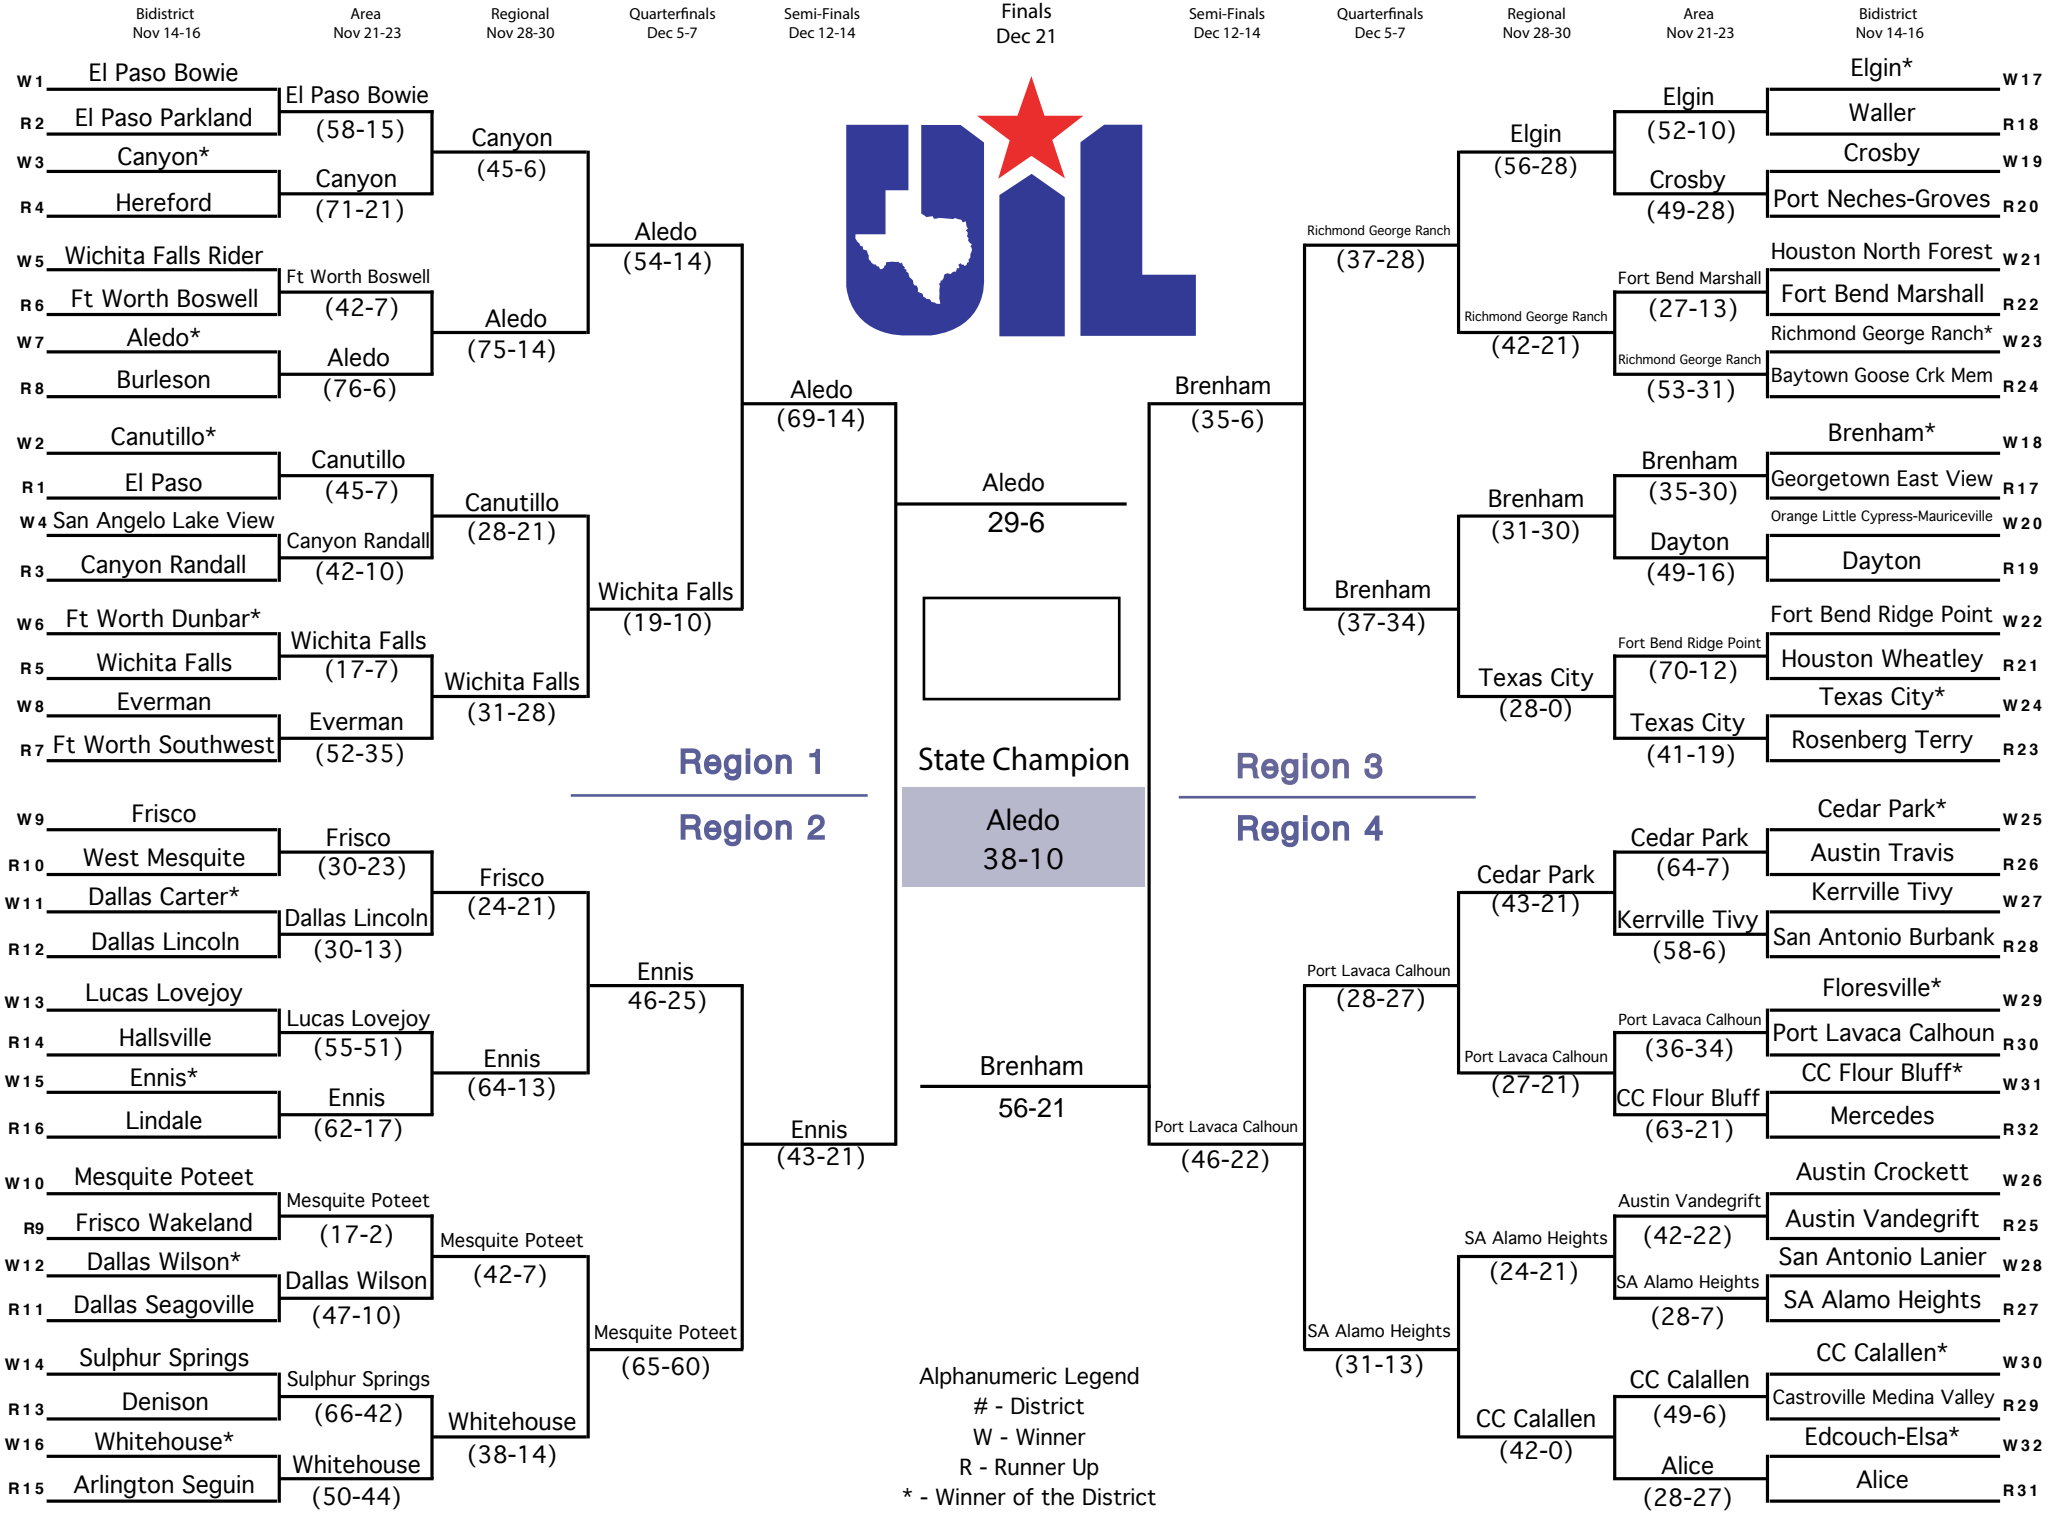 Bidistrict
Nov 14-16
Area
Nov 21-23
Regional
Nov 28-30
Quarterfinals
Dec 5-7
Semi-Finals
Dec 12-14
Finals
Dec 21
Semi-Finals
Dec 12-14
Quarterfinals
Dec 5-7
Regional
Nov 28-30
Area
Nov 21-23
Bidistrict
Nov 14-16
W1 El Paso Bowie
R2 El Paso Parkland
W3 Canyon*
R4 Hereford
W5 Wichita Falls Rider
R6 Ft Worth Boswell
W7 Aledo*
R8 Burleson
W2 Canutillo*
R1 El Paso
W4 San Angelo Lake View
R3 Canyon Randall
W6 Ft Worth Dunbar*
R5 Wichita Falls
W8 Everman
R7 Ft Worth Southwest
W9 Frisco
R10 West Mesquite
W11 Dallas Carter*
R12 Dallas Lincoln
W13 Lucas Lovejoy
R14 Hallsville
W15 Ennis*
R16 Lindale
W10 Mesquite Poteet
R9 Frisco Wakeland
W12 Dallas Wilson*
R11 Dallas Seagoville
W14 Sulphur Springs
R13 Denison
W16 Whitehouse*
R15 Arlington Seguin
El Paso Bowie
(58-15)
Canyon
(71-21)
Ft Worth Boswell
(42-7)
Aledo
(76-6)
Canutillo
(45-7)
Canyon Randall
(42-10)
Wichita Falls
(17-7)
Everman
(52-35)
Frisco
(30-23)
Dallas Lincoln
(30-13)
Lucas Lovejoy
(55-51)
Ennis
(62-17)
Mesquite Poteet
(17-2)
Dallas Wilson
(47-10)
Sulphur Springs
(66-42)
Whitehouse
(50-44)
Canyon
(45-6)
Aledo
(75-14)
Canutillo
(28-21)
Wichita Falls
(31-28)
Frisco
(24-21)
Ennis
(64-13)
Mesquite Poteet
(42-7)
Whitehouse
(38-14)
Aledo
(54-14)
Wichita Falls
(19-10)
Ennis
46-25)
Mesquite Poteet
(65-60)
Aledo
(69-14)
Ennis
(43-21)
Region 1
Region 2
UIL
Aledo
29-6
State Champion
Aledo
38-10
Brenham
56-21
Alphanumeric Legend
# - District
W - Winner
R - Runner Up
* - Winner of the District
Region 3
Region 4
Brenham
(35-6)
Port Lavaca Calhoun
(46-22)
Richmond George Ranch
(37-28)
Brenham
(37-34)
Port Lavaca Calhoun
(28-27)
SA Alamo Heights
(31-13)
Elgin
(56-28)
Richmond George Ranch
(42-21)
Brenham
(31-30)
Texas City
(28-0)
Cedar Park
(43-21)
Port Lavaca Calhoun
(27-21)
SA Alamo Heights
(24-21)
CC Calallen
(42-0)
Elgin
(52-10)
Crosby
(49-28)
Fort Bend Marshall
(27-13)
Richmond George Ranch
(53-31)
Brenham
(35-30)
Dayton
(49-16)
Fort Bend Ridge Point
(70-12)
Texas City
(41-19)
Cedar Park
(64-7)
Kerrville Tivy
(58-6)
Port Lavaca Calhoun
(36-34)
CC Flour Bluff
(63-21)
Austin Vandegrift
(42-22)
SA Alamo Heights
(28-7)
CC Calallen
(49-6)
Alice
(28-27)
Elgin* W17
Waller R18
Crosby W19
Port Neches-Groves R20
Houston North Forest W21
Fort Bend Marshall R22
Richmond George Ranch* W23
Baytown Goose Crk Mem R24
Brenham* W18
Georgetown East View R17
Orange Little Cypress-Mauriceville W20
Dayton R19
Fort Bend Ridge Point W22
Houston Wheatley R21
Texas City* W24
Rosenberg Terry R23
Cedar Park* W25
Austin Travis R26
Kerrville Tivy W27
San Antonio Burbank R28
Floresville* W29
Port Lavaca Calhoun R30
CC Flour Bluff* W31
Mercedes R32
Austin Crockett W26
Austin Vandegrift R25
San Antonio Lanier W28
SA Alamo Heights R27
CC Calallen* W30
Castroville Medina Valley R29
Edcouch-Elsa* W32
Alice R31